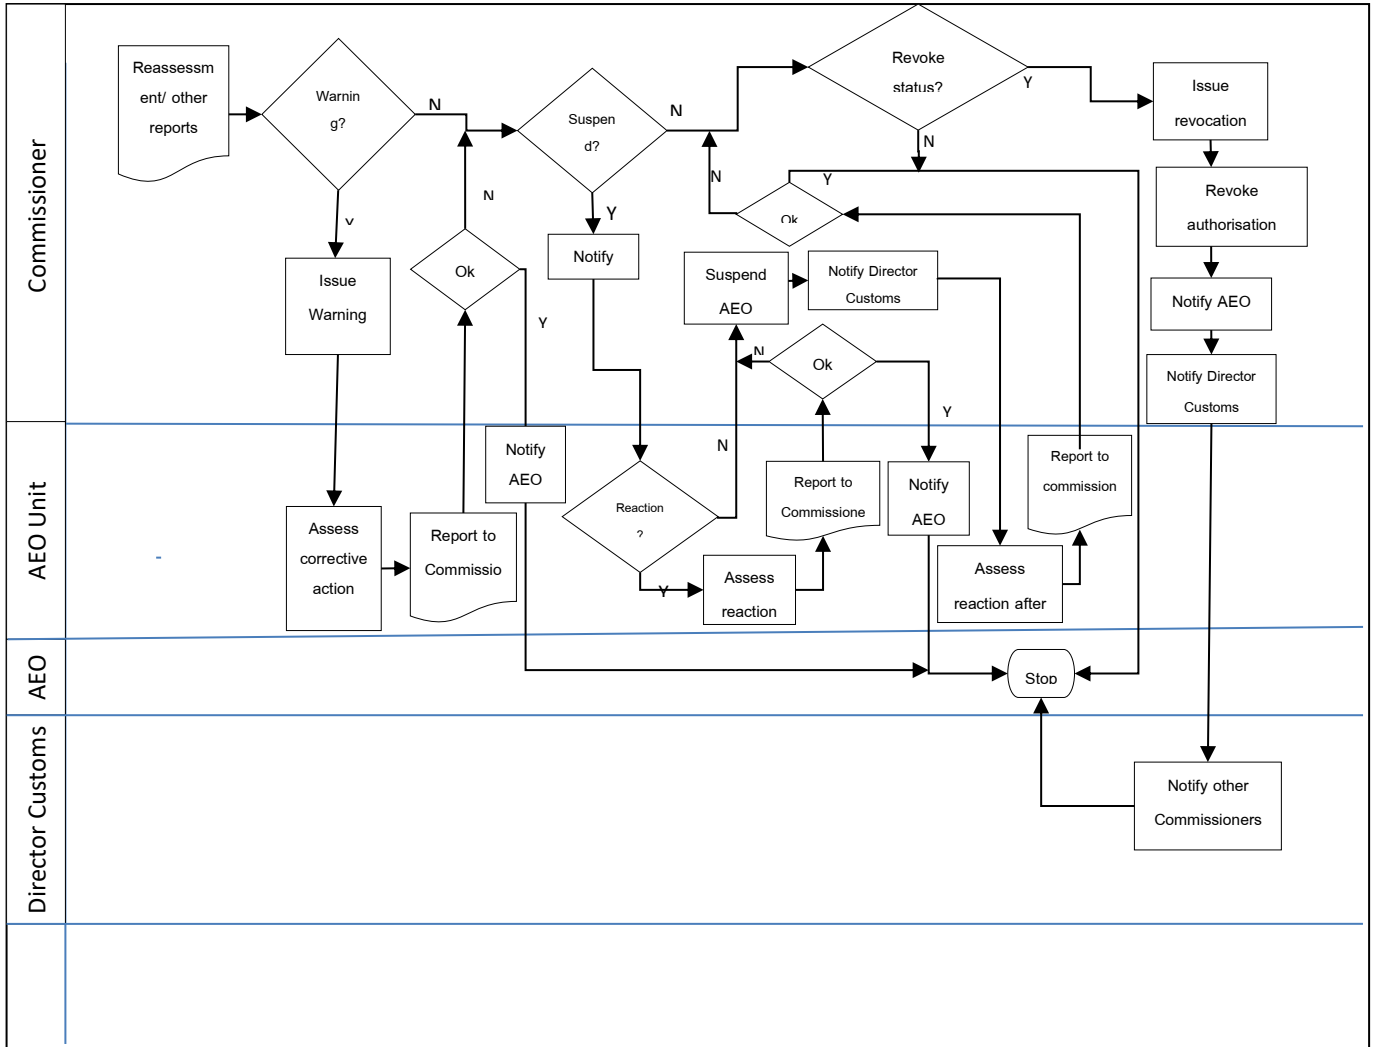 Commissioner
Reassessm
ent/ other
reports
Warnin
g?
N
Y
Issue
Warning
Ok
N
Y
Suspen
d?
N
Y
Notify
Revoke
status?
Y
N
Ok
N
Y
Suspend
AEO
Notify Director
Customs
Ok
N
Y
Issue
revocation
Revoke
authorisation
Notify AEO
Notify Director
Customs
AEO Unit
-
Assess
corrective
action
Report to
Commissio
Notify
AEO
Reaction
?
N
Y
Assess
reaction
Report to
Commissione
Notify
AEO
Assess
reaction after
Report to
commission
AEO
Stop
Director Customs
Notify other
Commissioners